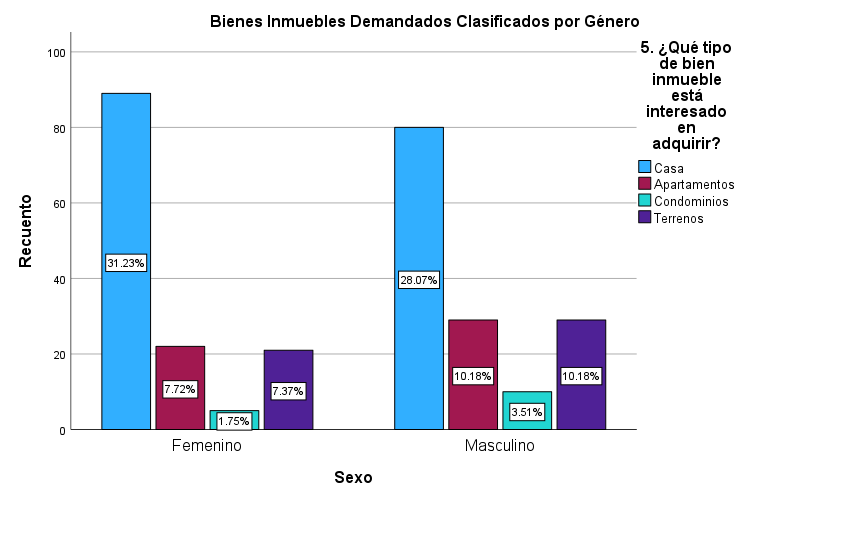 Bienes Inmuebles Demandados Clasificados por Género
Recuento
100
80
60
40
20
0
31.23%
7.72%
1.75%
7.37%
28.07%
10.18%
3.51%
10.18%
Femenino
Masculino
Sexo
5. ¿Qué tipo
de bien
inmueble
está
interesado
en
adquirir?
Casa
Apartamentos
Condominios
Terrenos